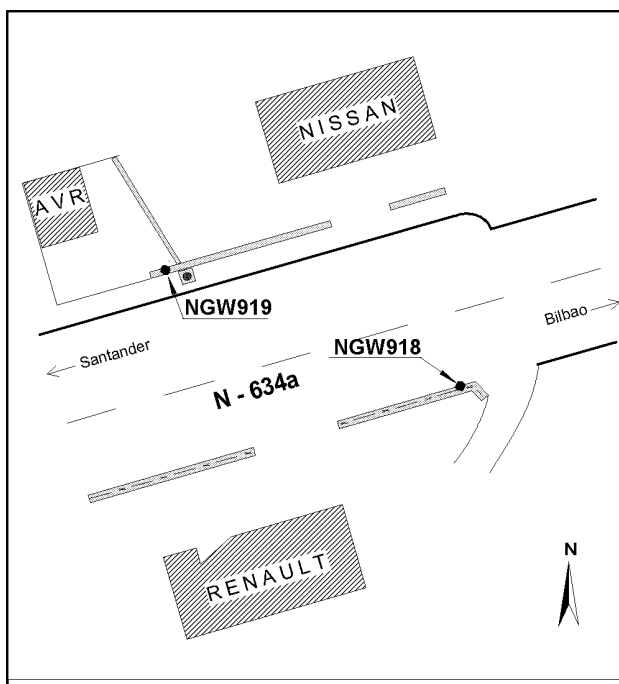 NISSAN
AVR
NGW919
Bilbao
Santander
NGW918
N - 634a
RENAULT
N